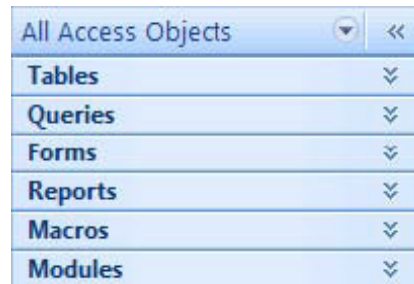 All Access Objects
Tables
Queries
Forms
Reports
Macros
Modules